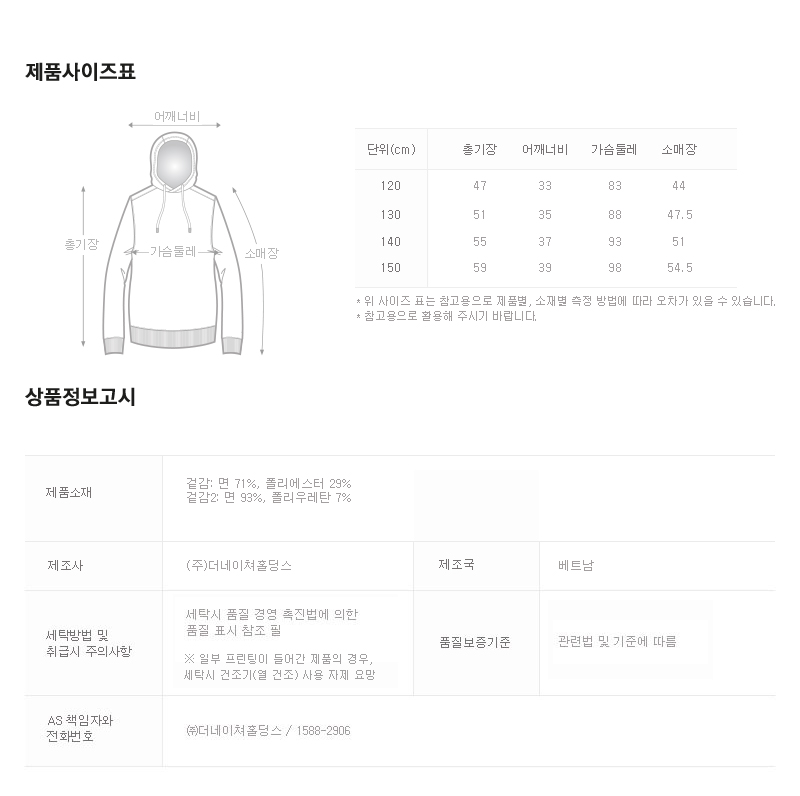 제품사이즈표
어깨너비
총기장
가슴둘레
소매장
단위(cm) 총기장 어깨너비 가슴둘레 소매장
120 47 33 83 44
130 51 35 88 47.5
140 55 37 93 51
150 59 39 98 54.5
* 위 사이즈 표는 참고용으로 제품별, 소재별 측정 방법에 따라 오차가 있을 수 있습니다.
* 참고용으로 활용해 주시기 바랍니다.
상품정보고시
제품소재
겉감: 면 71%, 폴리에스터 29%
겉감2: 면 93%, 폴리우레탄 7%
제조사 (주)더네이쳐홀딩스 제조국 베트남
세탁방법 및
취급시 주의사항
세탁시 품질 경영 촉진법에 의한
품질 표시 참조 필
※ 일부 프린팅이 들어간 제품의 경우,
세탁시 건조기(열 건조) 사용 자제 요망
품질보증기준 관련법 및 기준에 따름
AS 책임자와
전화번호
㈜더네이쳐홀딩스 / 1588-2906